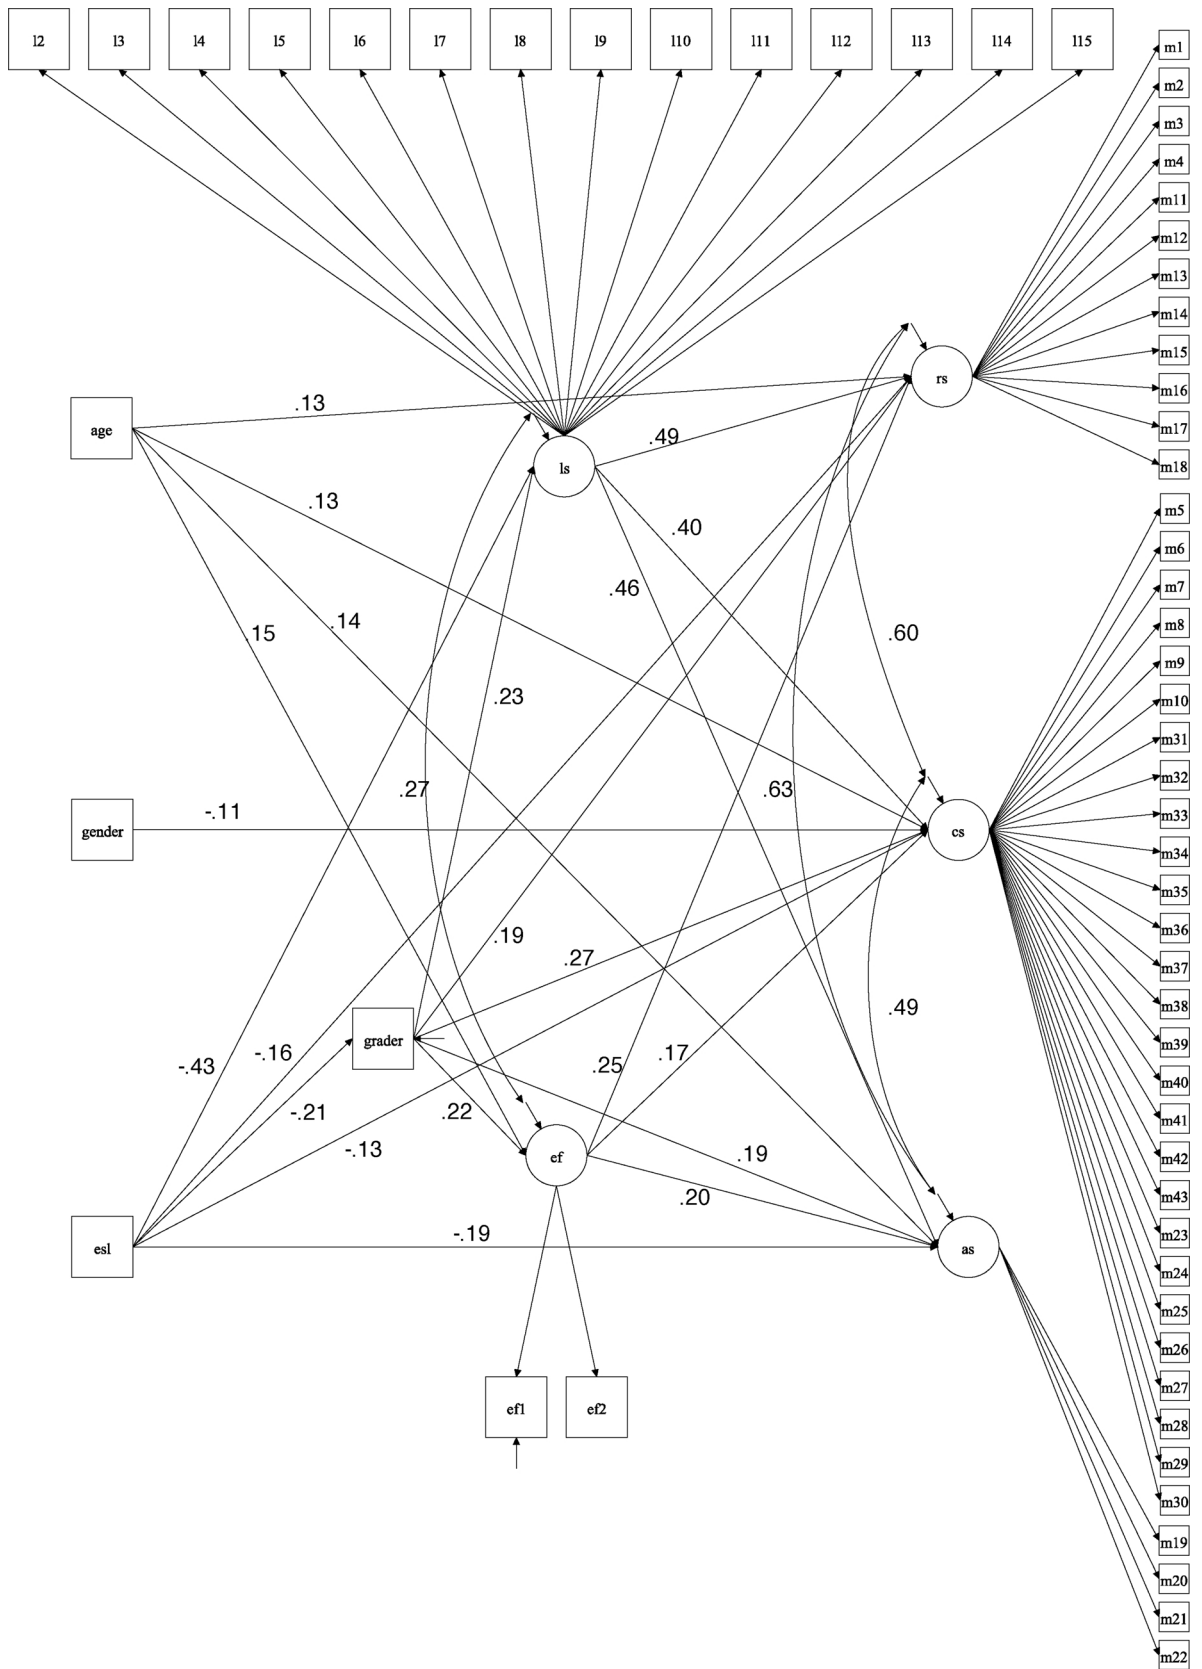 l2 l3 l4 l5 l6 l7 l8 l9 l10 l11 l12 l13 l14 l15
m1
m2
m3
m4
m11
m12
m13
m14
m15
rs
m16
.13
age
m17
.49
ls
m18
.13
m5
.40
m6
.46
m7
.15 .14 .60
m8
m9
.23
m10
m31
m32
.27 .63
-.11
m33
gender cs
m34
m35
m36
.19
.27
m37
m38
.49
grader
m39
-.16
-.43 .25 .17
m40
-.21 .22
m41
-.13 .19
ef
m42
.20
m43
m23
-.19
esl as
m24
m25
m26
m27
ef1 ef2
m28
m29
m30
m19
m20
m21
m22